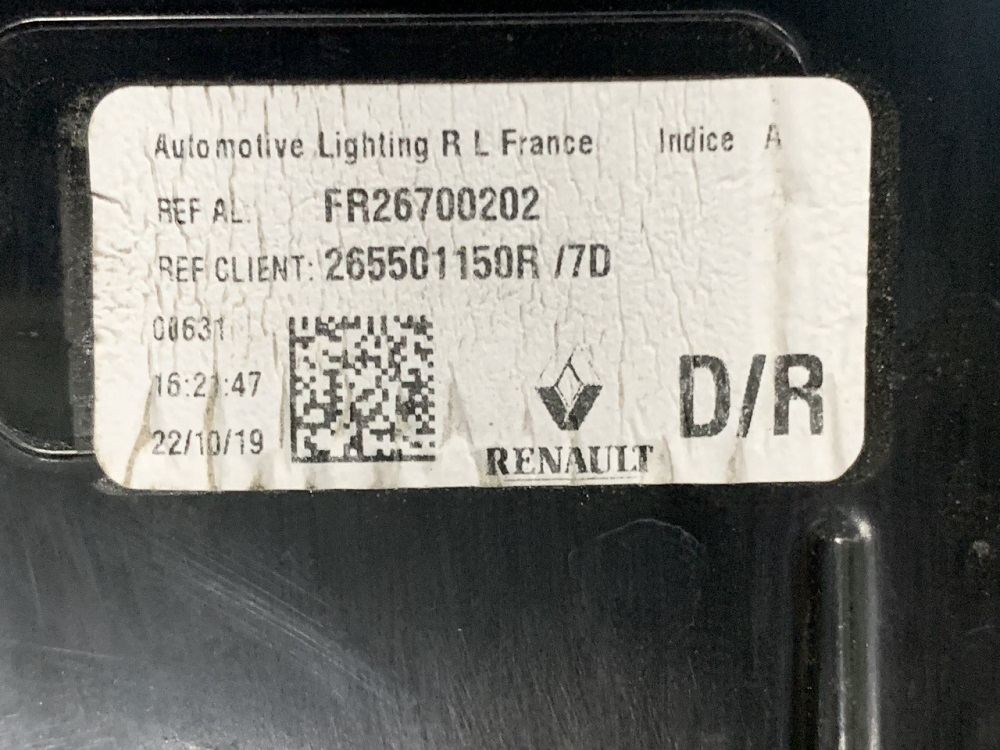 Automotive Lighting R L France Indice A
REF AL: FR26700202
REF CLIENT: 265501150R /7D
00631
16:21:47
22/10/19
D/R
RENAULT